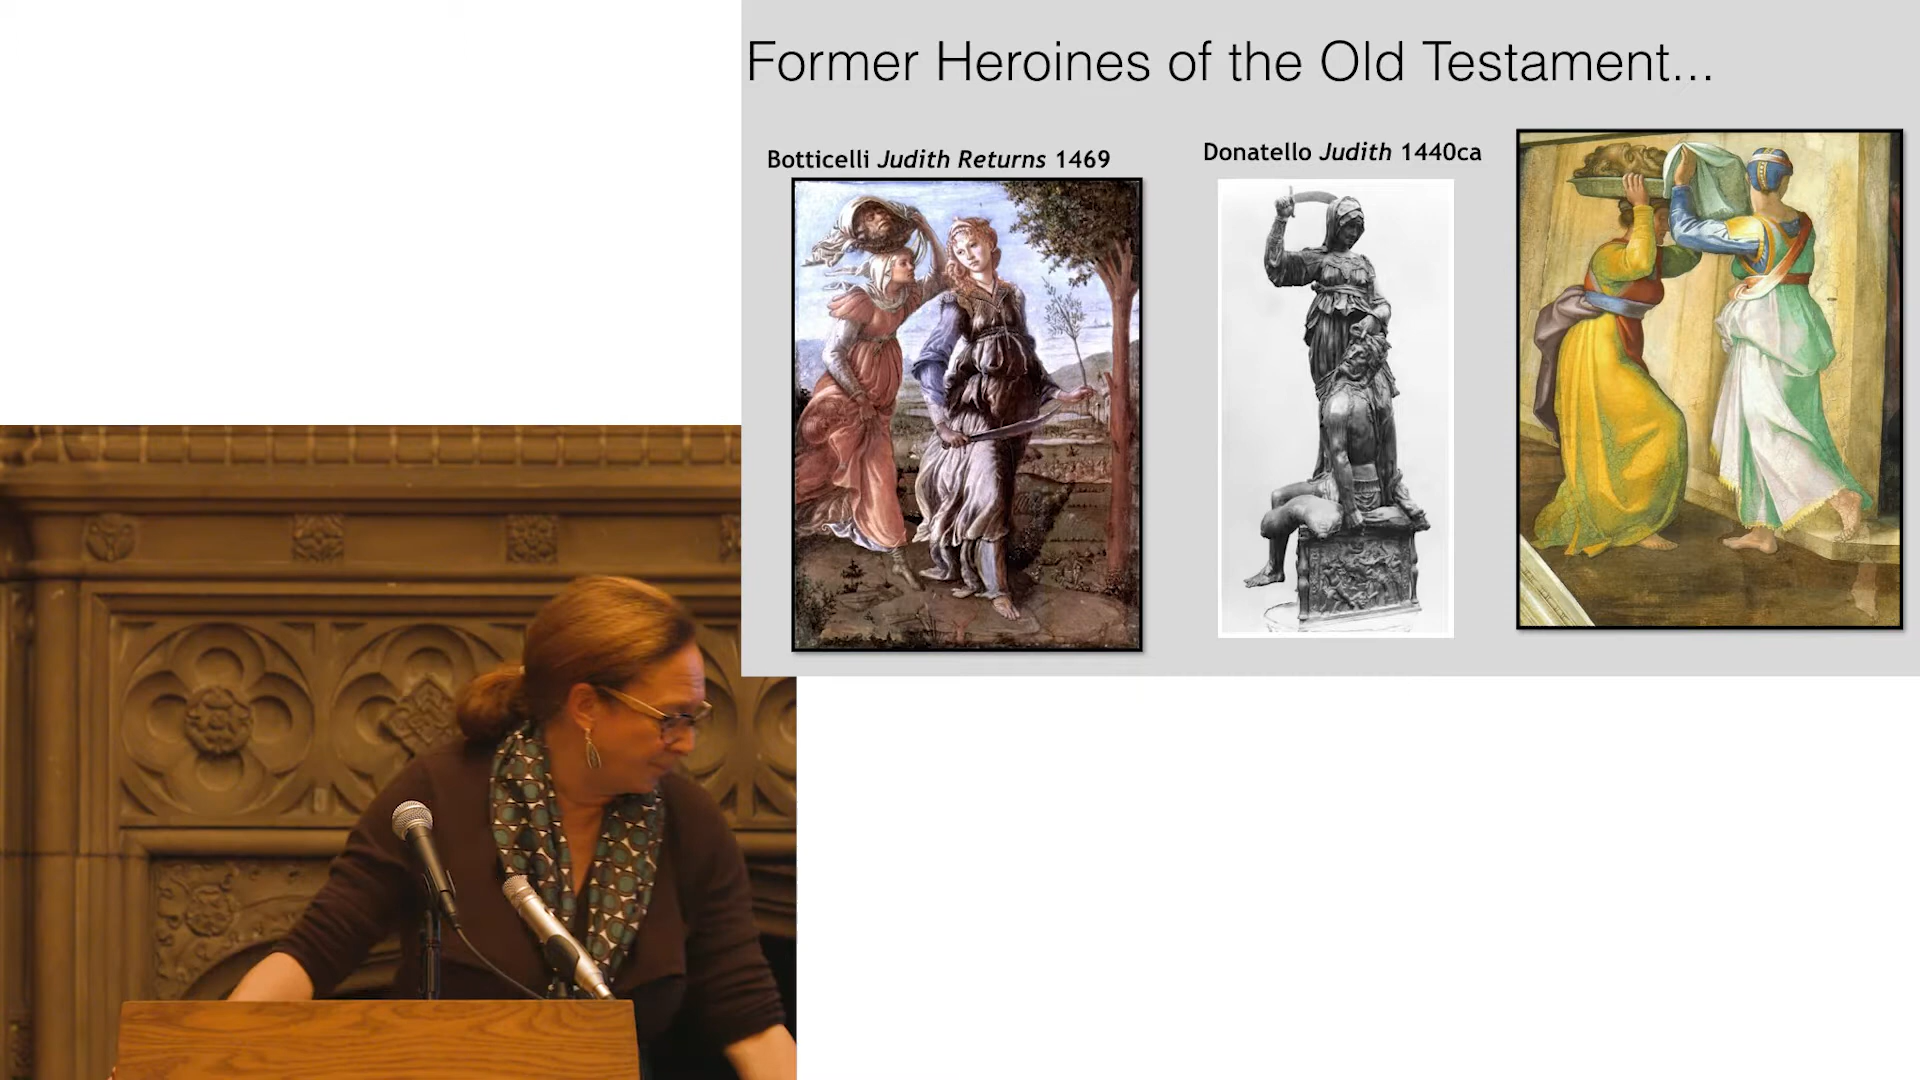 Former Heroines of the Old Testament...
Botticelli Judith Returns 1469
Donatello Judith 1440ca